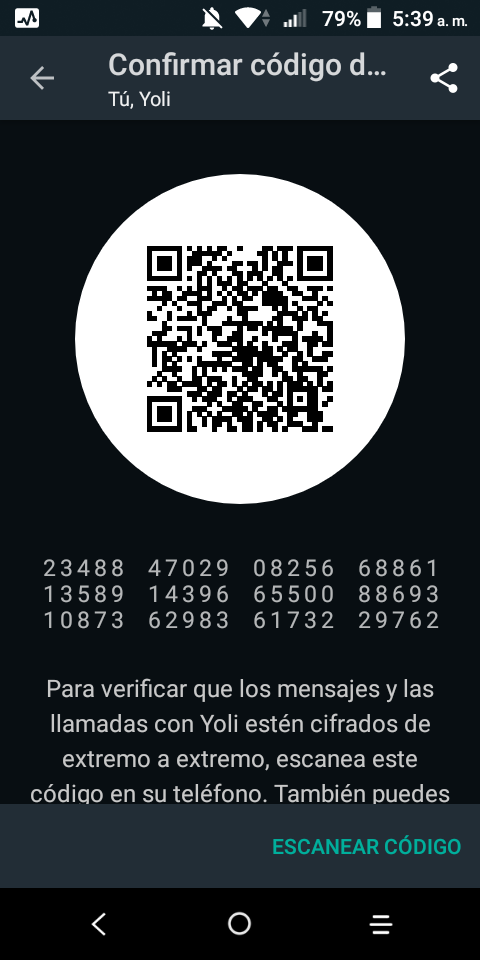 79% 5:39 a. m.
Confirmar código d...
Tú, Yoli
23488 47029 08256 68861
13589 14396 65500 88693
10873 62983 61732 29762
Para verificar que los mensajes y las
llamadas con Yoli estén cifrados de
extremo a extremo, escanea este
código en su teléfono. También puedes
ESCANEAR CÓDIGO